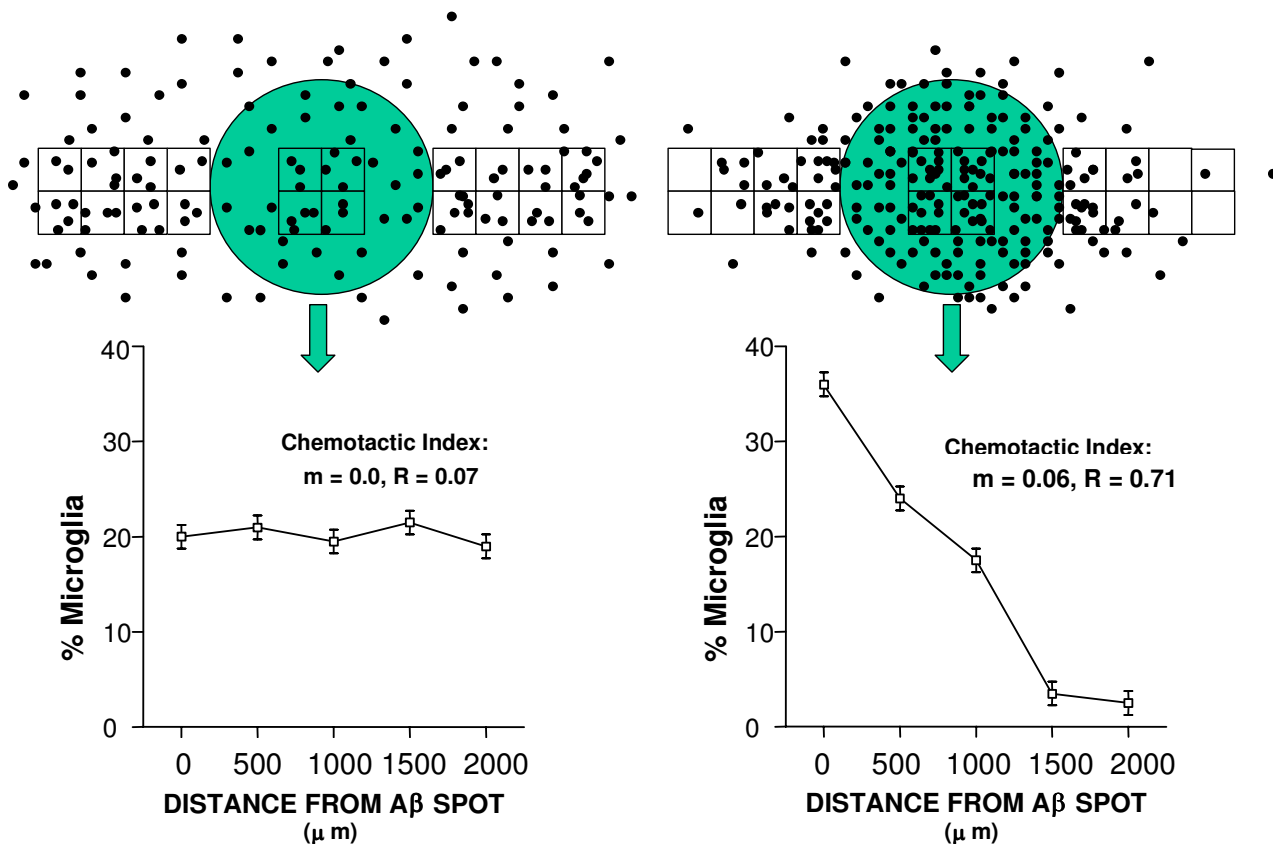 40
30
20
10
0
% Microglia
Chemotactic Index:
m = 0.0, R = 0.07
0 500 1000 1500 2000
DISTANCE FROM Aβ SPOT
(μ m)
40
30
20
10
0
% Microglia
Chemotactic Index:
m = 0.06, R = 0.71
0 500 1000 1500 2000
DISTANCE FROM Aβ SPOT
(μ m)